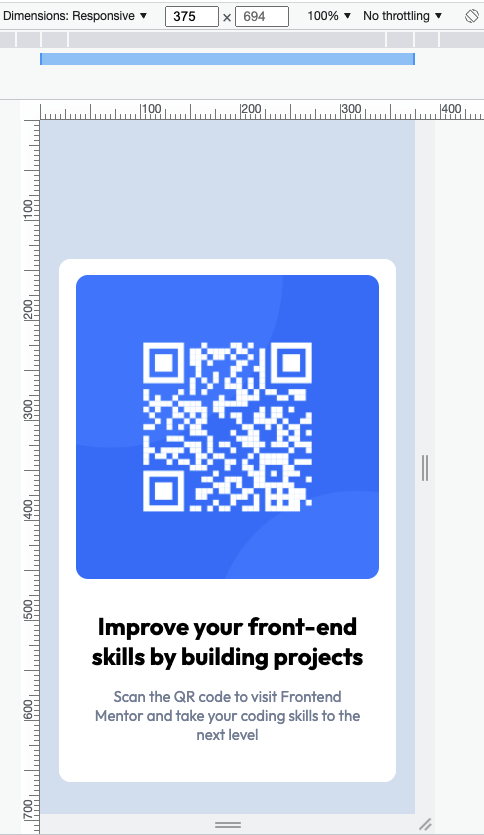 Dimensions: Responsive ▼ 375 × 694 100% ▼ No throttling ▼
100 200 300 400
100
200
300
400
500
600
700
Improve your front-end
skills by building projects
Scan the QR code to visit Frontend
Mentor and take your coding skills to the
next level